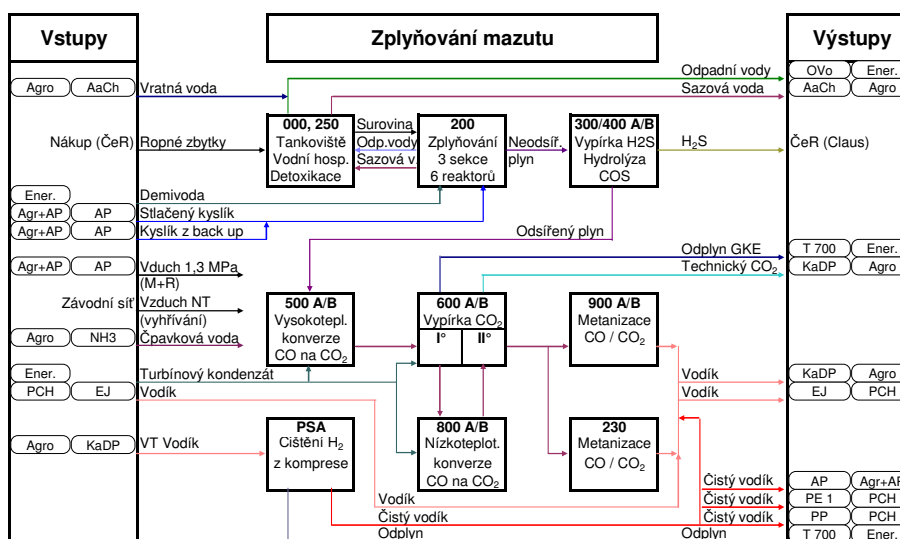 Vstupy
Zplyňování mazutu
Výstupy
Odpadní vody
OVo
Ener.
Agro
AaCh
Vratná voda
Sazová voda
AaCh
Agro
Nákup (ČeR)
Ropné zbytky
000, 250
Tankoviště
Vodní hosp.
Detoxikace
Surovina
Odp.vody
Sazová v.
200
Zplyňování
3 sekce
6 reaktorů
Neodsíř.
plyn
300/400 A/B
Vypírka H2S
Hydrolýza
COS
H2S
ČeR (Claus)
Ener.
Demivoda
Agr+AP
AP
Stlačený kyslík
Agr+AP
AP
Kyslík z back up
Odsířený plyn
Odplyn GKE
T 700
Ener.
Agr+AP
AP
Vduch 1,3 MPa
(M+R)
Technický CO2
KaDP
Agro
Závodní síť
Vzduch NT
(vyhřívání)
500 A/B
Vysokotepl.
konverze
CO na CO2
600 A/B
Vypírka CO2
I°
II°
900 A/B
Metanizace
CO / CO2
Agro
NH3
Čpavková voda
Ener.
Turbínový kondenzát
Vodík
KaDP
Agro
PCH
EJ
Vodík
Vodík
EJ
PCH
Agro
KaDP
VT Vodík
PSA
Cištění H2
z komprese
800 A/B
Nízkoteplot.
konverze
CO na CO2
230
Metanizace
CO / CO2
Čistý vodík
AP
Agr+AP
Vodík
Čistý vodík
PE 1
PCH
Čistý vodík
Čistý vodík
PP
PCH
Odplyn
Odplyn
T 700
Ener.